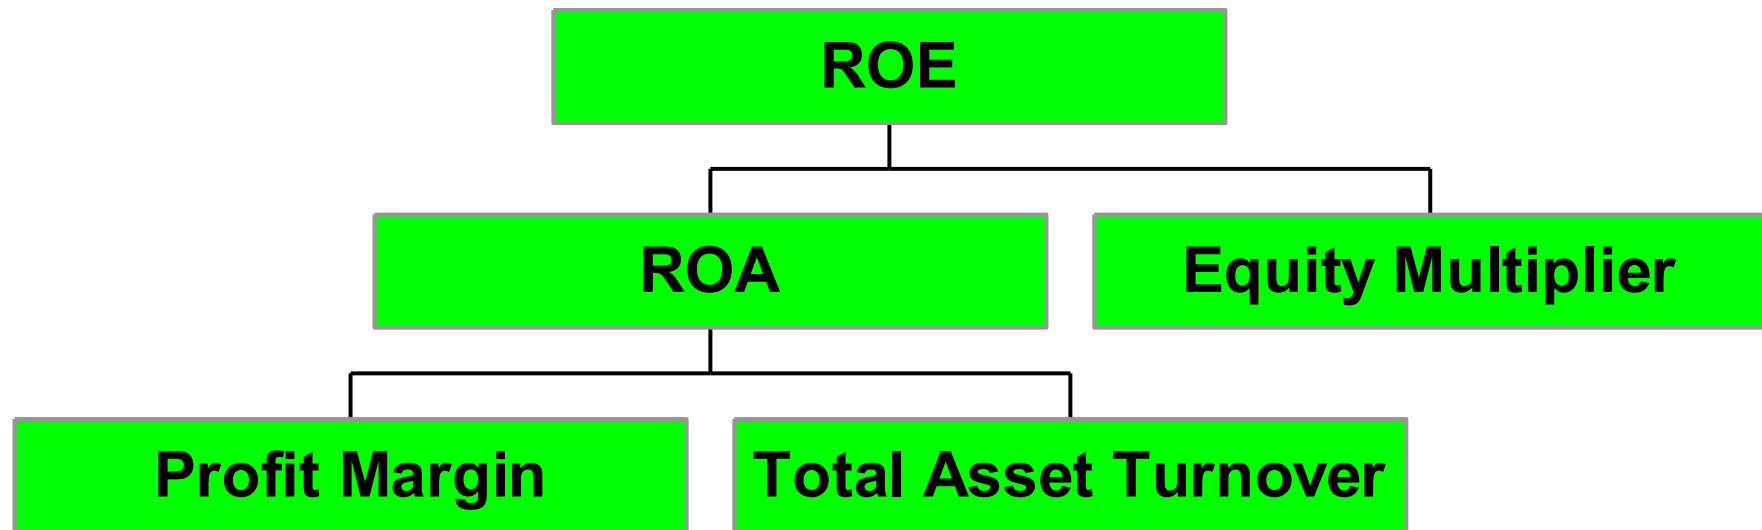 ROE
ROA
Equity Multiplier
Profit Margin
Total Asset Turnover